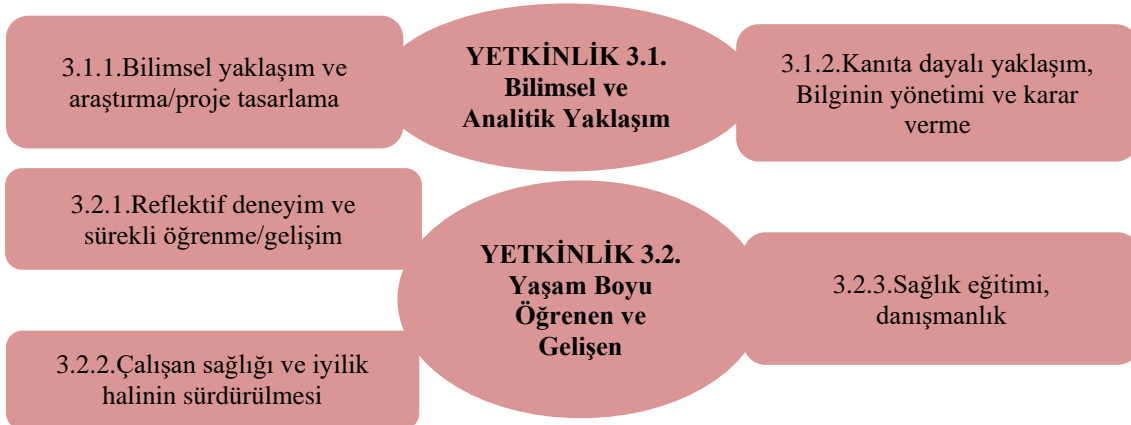 3.1.1.Bilimsel yaklaşım ve
araştırma/proje tasarlama
YETKİNLİK 3.1.
Bilimsel ve
Analitik Yaklaşım
3.1.2.Kanıta dayalı yaklaşım,
Bilginin yönetimi ve karar
verme
3.2.1.Reflektif deneyim ve
sürekli öğrenme/gelişim
YETKİNLİK 3.2.
Yaşam Boyu
Öğrenen ve
Gelişen
3.2.3.Sağlık eğitimi,
danışmanlık
3.2.2.Çalışan sağlığı ve iyilik
halinin sürdürülmesi